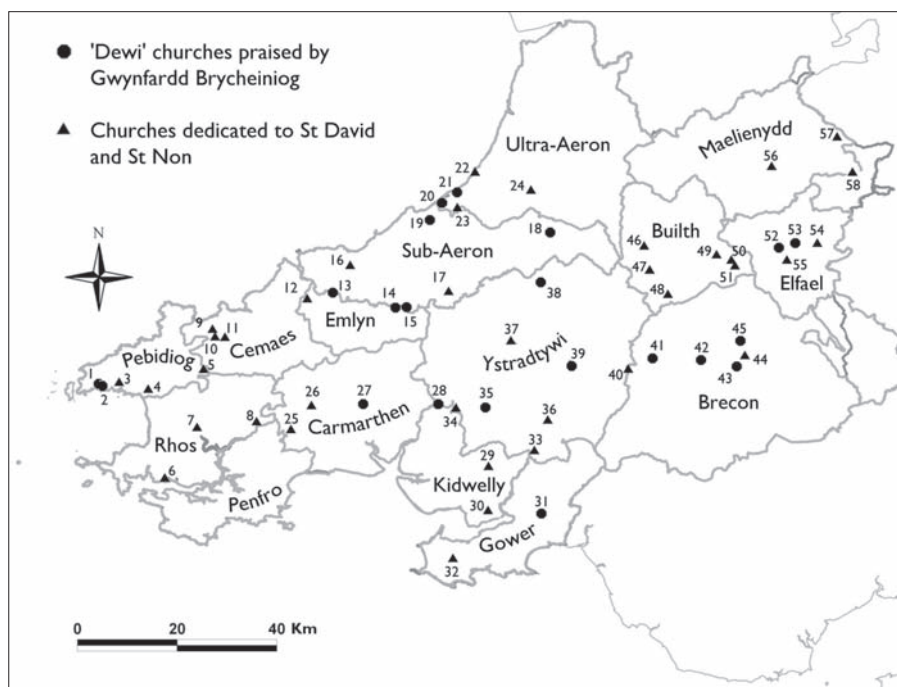 'Dewi' churches praised by
Gwynfardd Brycheiniog
Churches dedicated to St David
and St Non
Ultra-Aeron
Maelienydd
57
56
58
22
21
20
24
23
19
18
Builth
46
49
50
47
51
48
52
53
54
55
Elfael
N
Sub-Aeron
16
17
12
13
14
15
Emlyn
38
9
10
11
Cemaes
Pebidiog
1
2
3
4
5
37
Ystradtywi
39
40
41
42
45
44
43
Brecon
26
27
28
34
35
36
25
Carmarthen
7
8
Rhos
6
Penfro
33
29
Kidwelly
30
31
Gower
32
0
20
40 Km